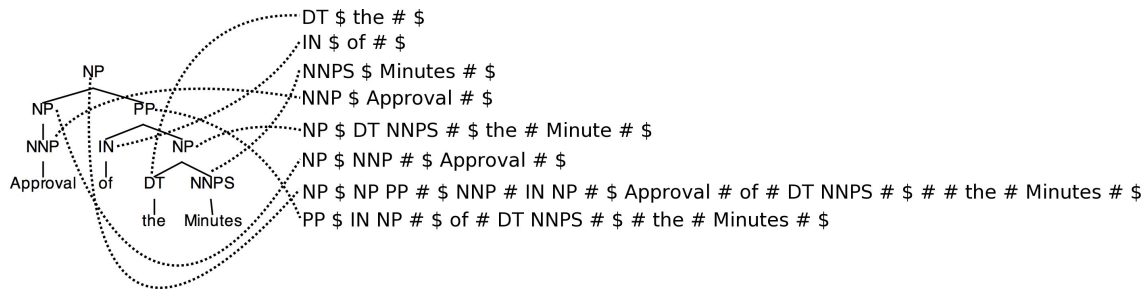 DT $ the # $
IN $ of # $
NNPS $ Minutes # $
NNP $ Approval # $
NP $ DT NNPS # $ the # Minute # $
NP $ NNP # $ Approval # $
NP $ NP PP # $ NNP # IN NP # $ Approval # of # DT NNPS # $ # # the # Minutes # $
PP $ IN NP # $ of # DT NNPS # $ # the # Minutes # $
NP
NP PP
NNP IN NP
Approval of DT NNPS
the Minutes